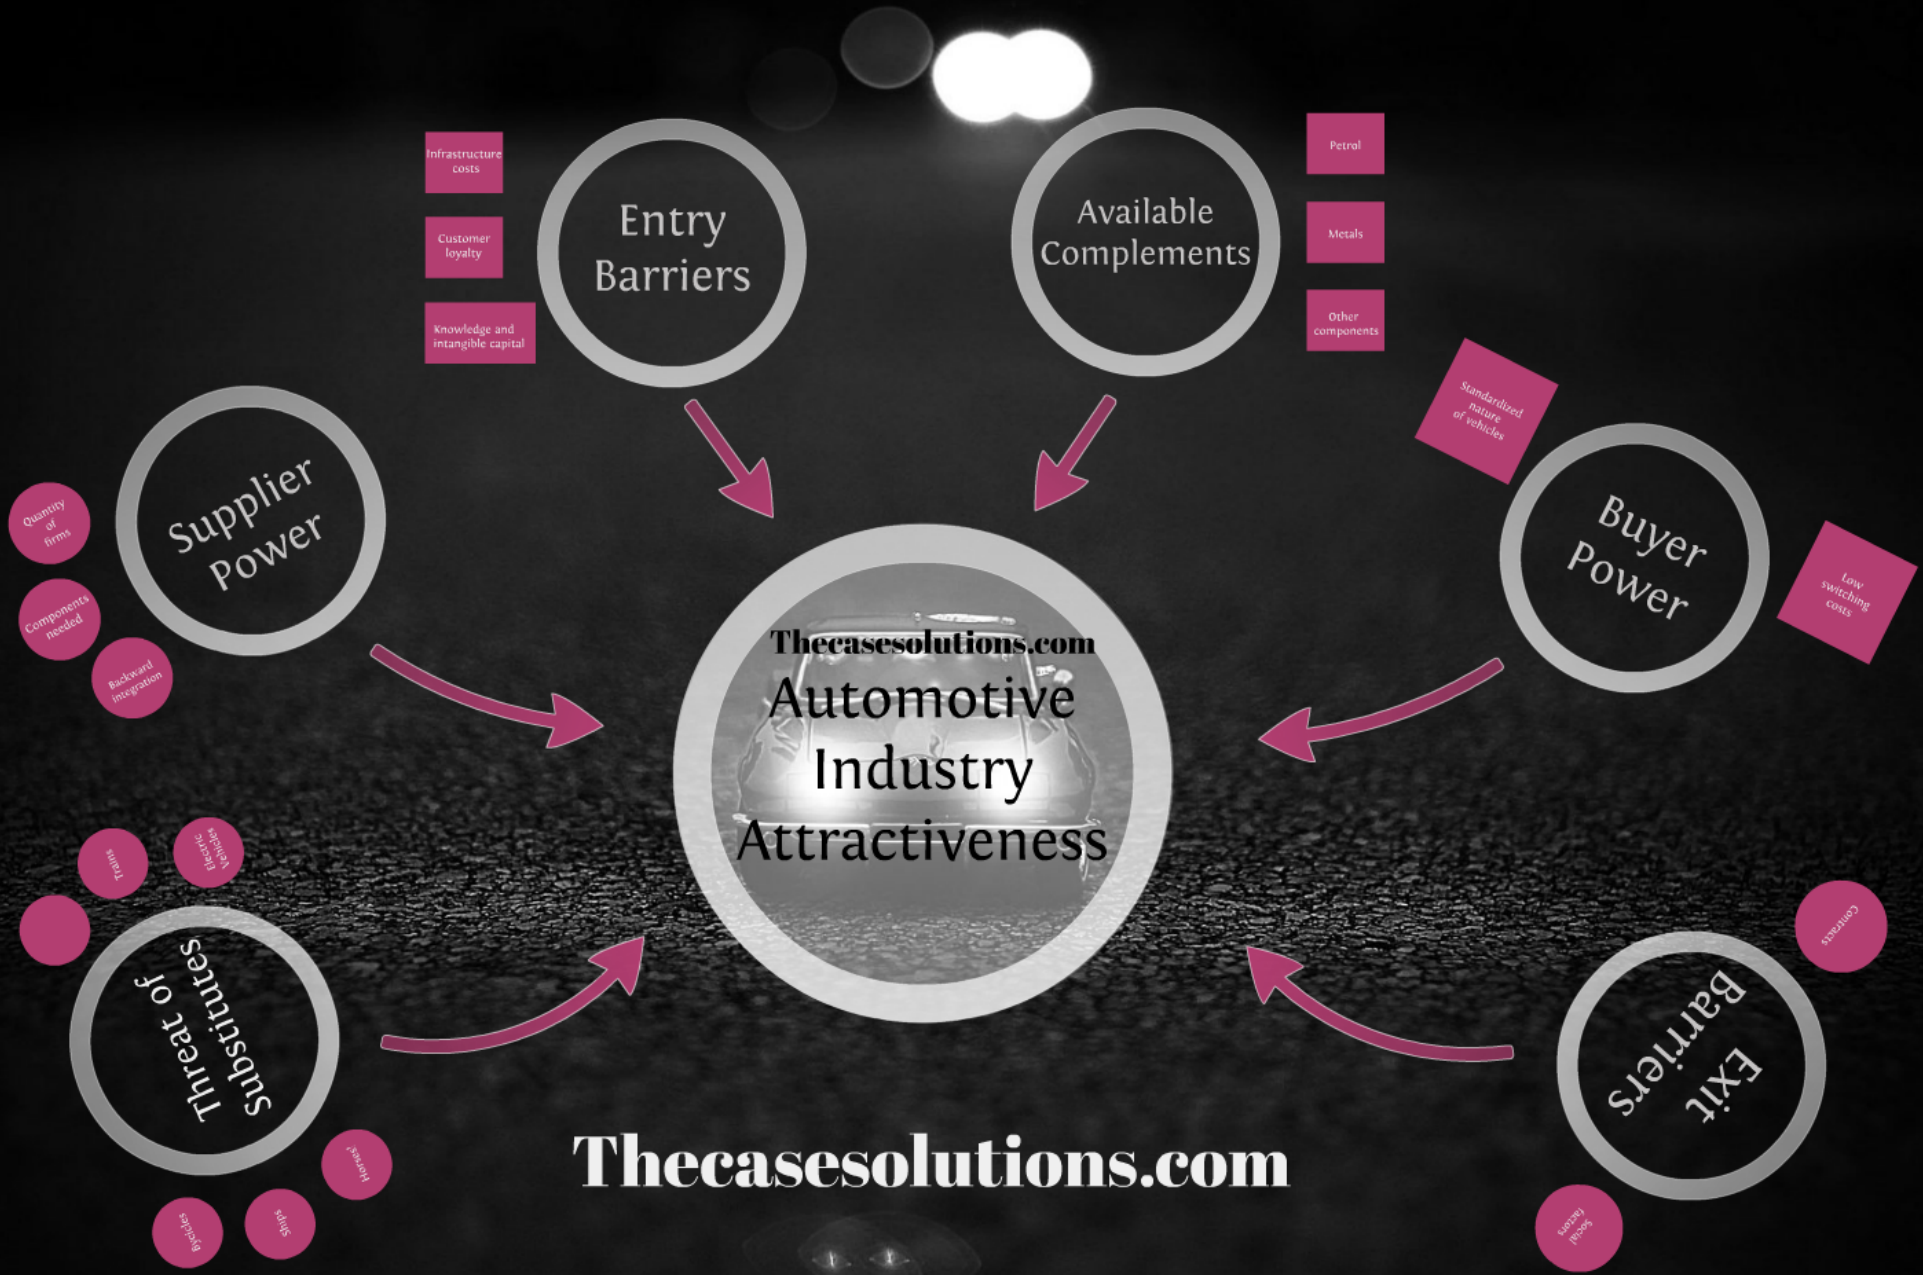 Infrastructure
costs
Customer
loyalty
Knowledge and
intangible capital
Entry
Barriers
Available
Complements
Petrol
Metals
Other
components
Standardized
nature
of vehicles
Buyer
Power
Low
switching
costs
Supplier
Power
Quantity
of
firms
Components
needed
Backward
integration
Thecasesolutions.com
Automotive
Industry
Attractiveness
Trains
Electric
Vehicles
Threat of
Substitutes
Horses!
Ships
Bycicles
Contracts
Exit
Barriers
Social
factors
Thecasesolutions.com